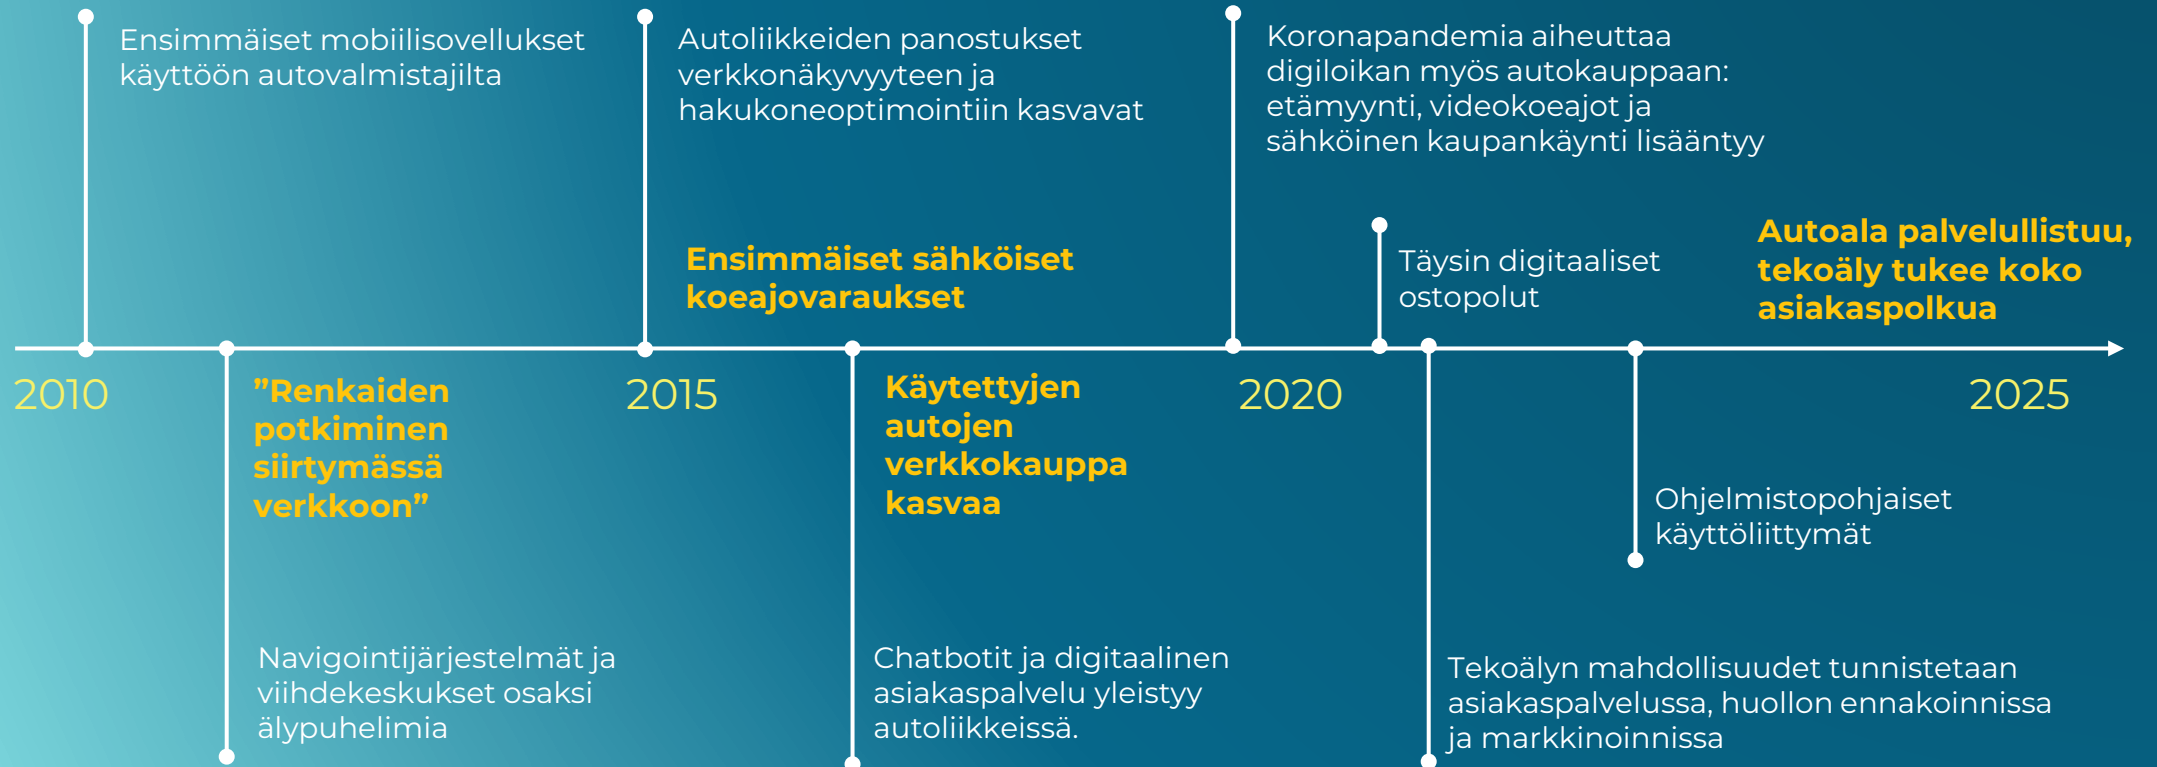 Ensimmäiset mobiilisovellukset
käyttöön autovalmistajilta
Autoliikkeiden panostukset
verkkonäkyvyyteen ja
hakukoneoptimointiin kasvavat
Koronapandemia aiheuttaa
digiloikan myös autokauppaan:
etämyynti, videokoeajot ja
sähköinen kaupankäynti lisääntyy
Ensimmäiset sähköiset
koeajovaraukset
Täysin digitaaliset
ostopolut
Autoala palvelullistuu,
tekoäly tukee koko
asiakaspolkua
2010
”Renkaiden
potkiminen
siirtymässä
verkkoon”
2015
Käytettyjen
autojen
verkkokauppa
kasvaa
2020
2025
Ohjelmistopohjaiset
käyttöliittymät
Navigointijärjestelmät ja
viihdekeskukset osaksi
älypuhelimia
Chatbotit ja digitaalinen
asiakaspalvelu yleistyy
autoliikkeissä.
Tekoälyn mahdollisuudet tunnistetaan
asiakaspalvelussa, huollon ennakoinnissa
ja markkinoinnissa